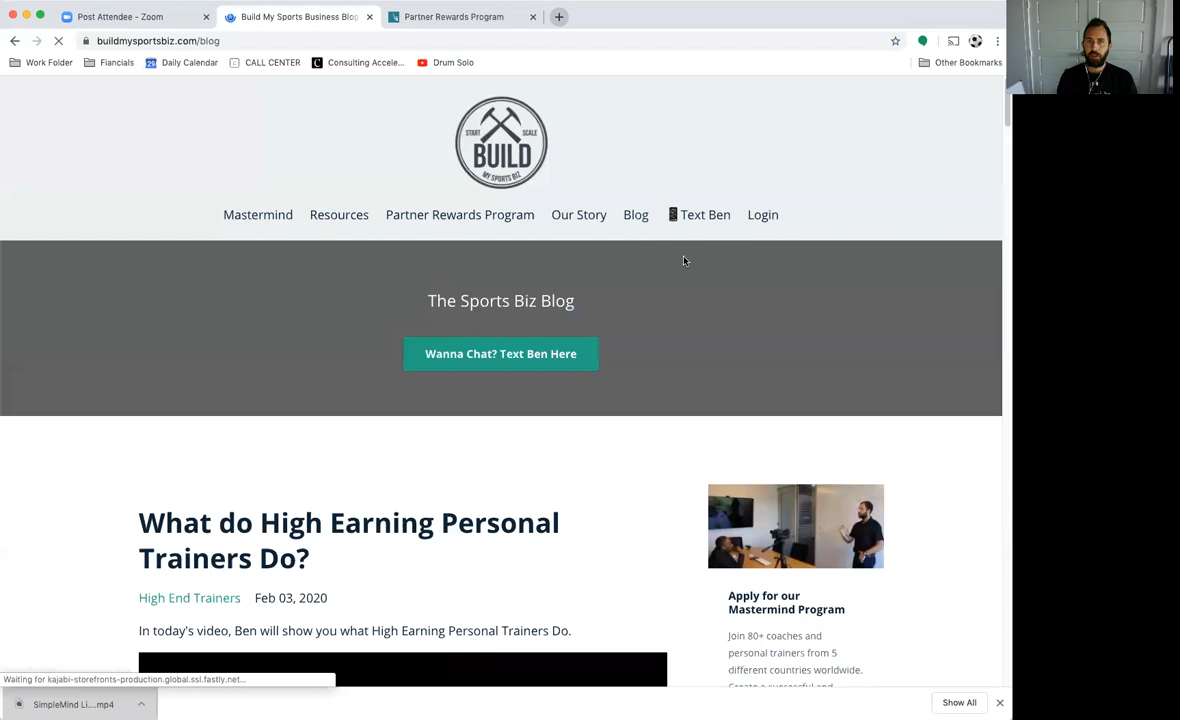 Post Attendee - Zoom
Build My Sports Business Blog
Partner Rewards Program
buildmysportsbiz.com/blog
Work Folder
Fiancials
Daily Calendar
CALL CENTER
Consulting Accele...
Drum Solo
Other Bookmarks
START
SCALE
BUILD
MY SPORTS BIZ
Mastermind
Resources
Partner Rewards Program
Our Story
Blog
Text Ben
Login
The Sports Biz Blog
Wanna Chat? Text Ben Here
What do High Earning Personal
Trainers Do?
High End Trainers
Feb 03, 2020
In today's video, Ben will show you what High Earning Personal Trainers Do.
Apply for our
Mastermind Program
Join 80+ coaches and
personal trainers from 5
different countries worldwide.
Create a successful and
Waiting for kajabi-storefronts-production.global.ssl.fastly.net...
SimpleMind Li....mp4
Show All